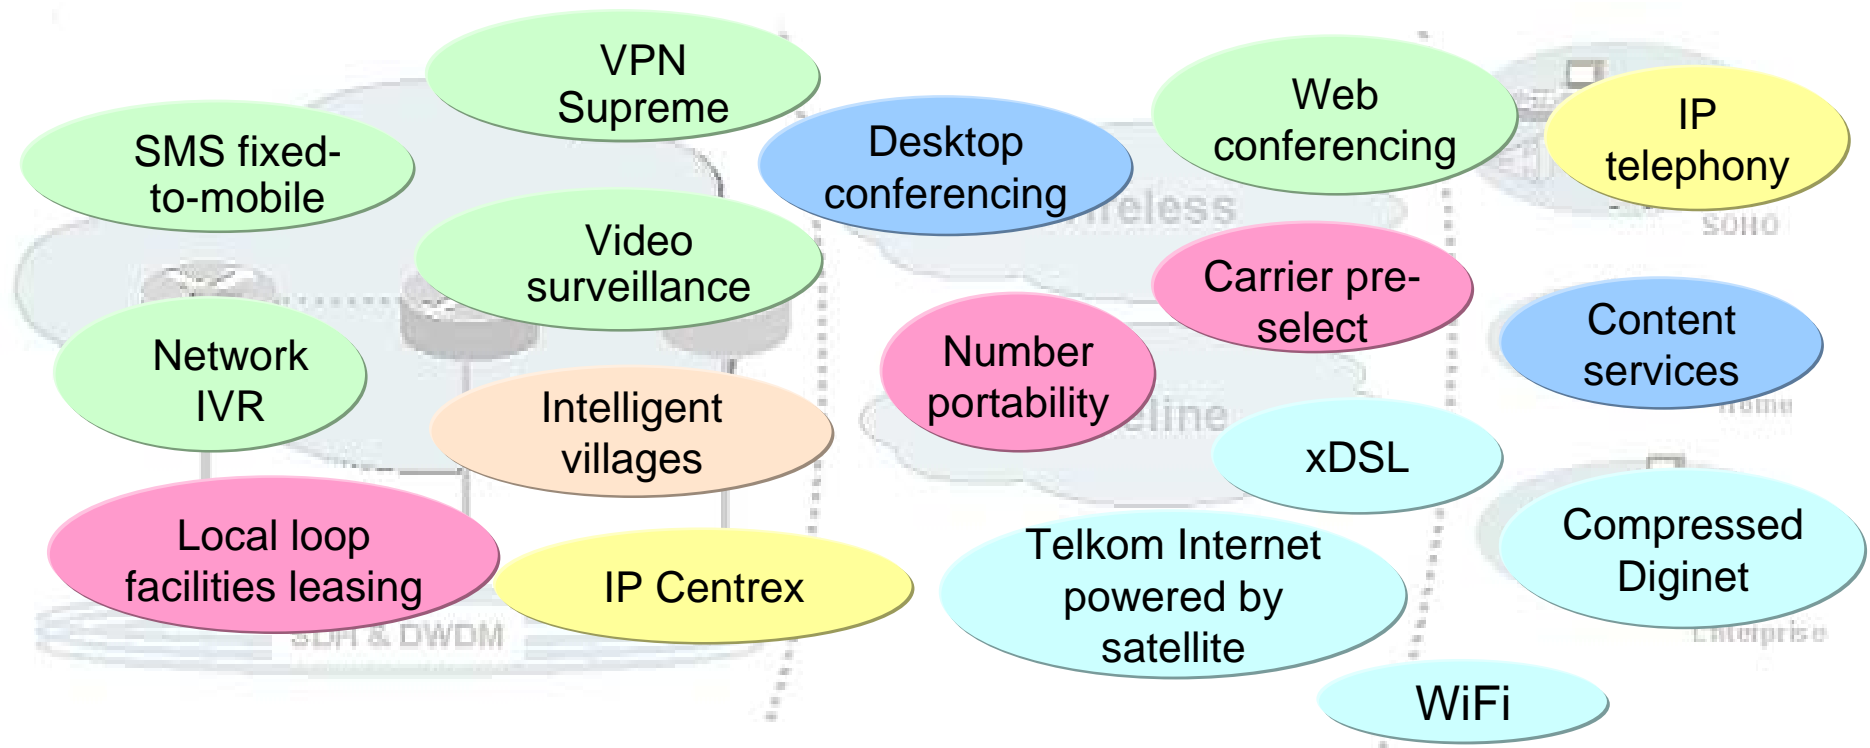 VPN
Supreme
SMS fixed-
to-mobile
Desktop
conferencing
Web
conferencing
IP
telephony
SOHO
Video
surveillance
Carrier pre-
select
Content
services
Home
Network
IVR
Number
portability
Intelligent
villages
xDSL
Local loop
facilities leasing
IP Centrex
Telkom Internet
powered by
satellite
Compressed
Diginet
SDH & DWDM
Enterprise
WiFi